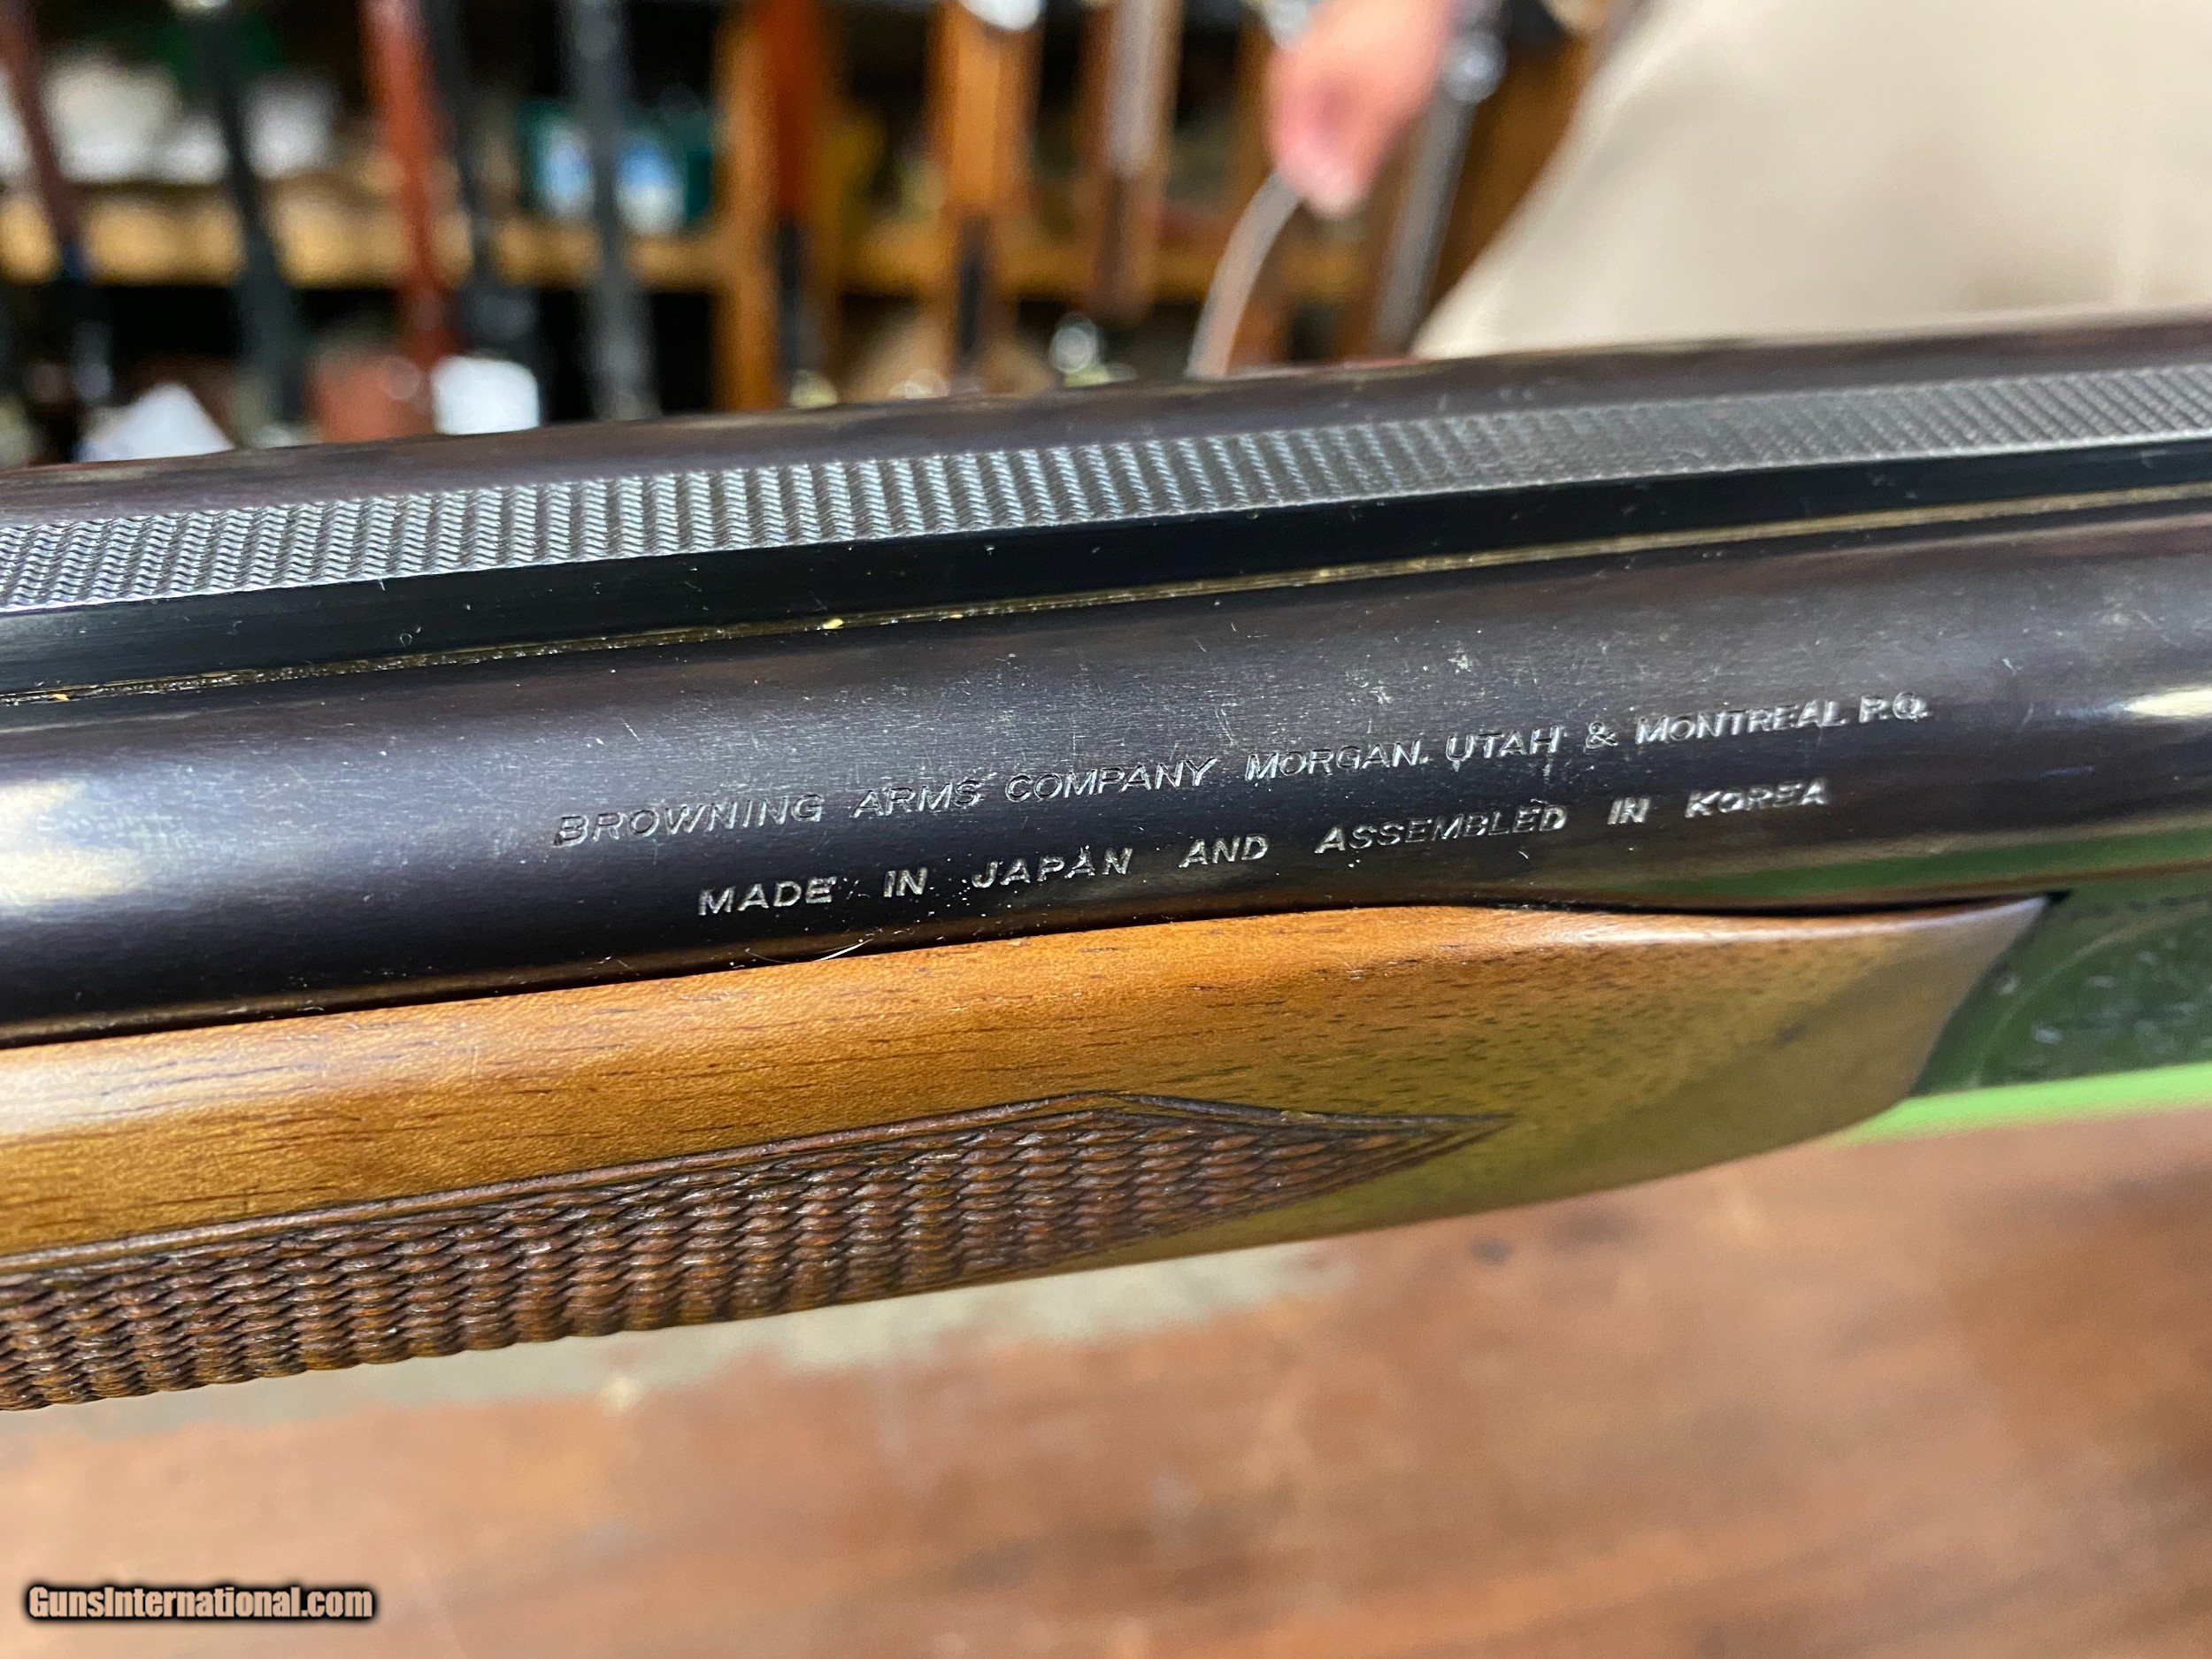 BROWNING ARMS COMPANY MORGAN, UTAH & MONTREAL P.Q.
MADE IN JAPAN AND ASSEMBLED IN KOREA
GunsInternational.com